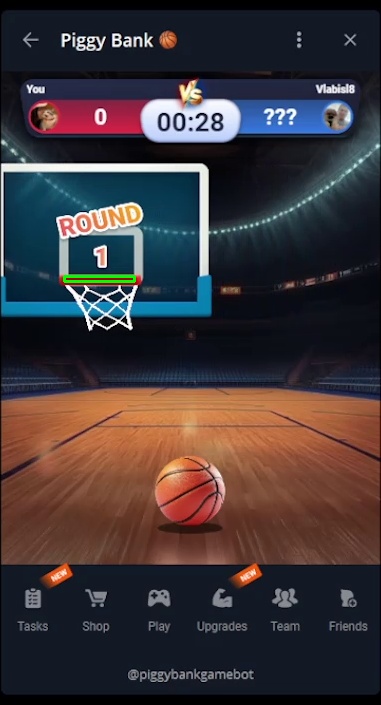 Piggy Bank 🏀
You
VS
Vlabisl8
0
00:28
???
ROUND
1
NEW
NEW
Tasks
Shop
Play
Upgrades
Team
Friends
@piggybankgamebot